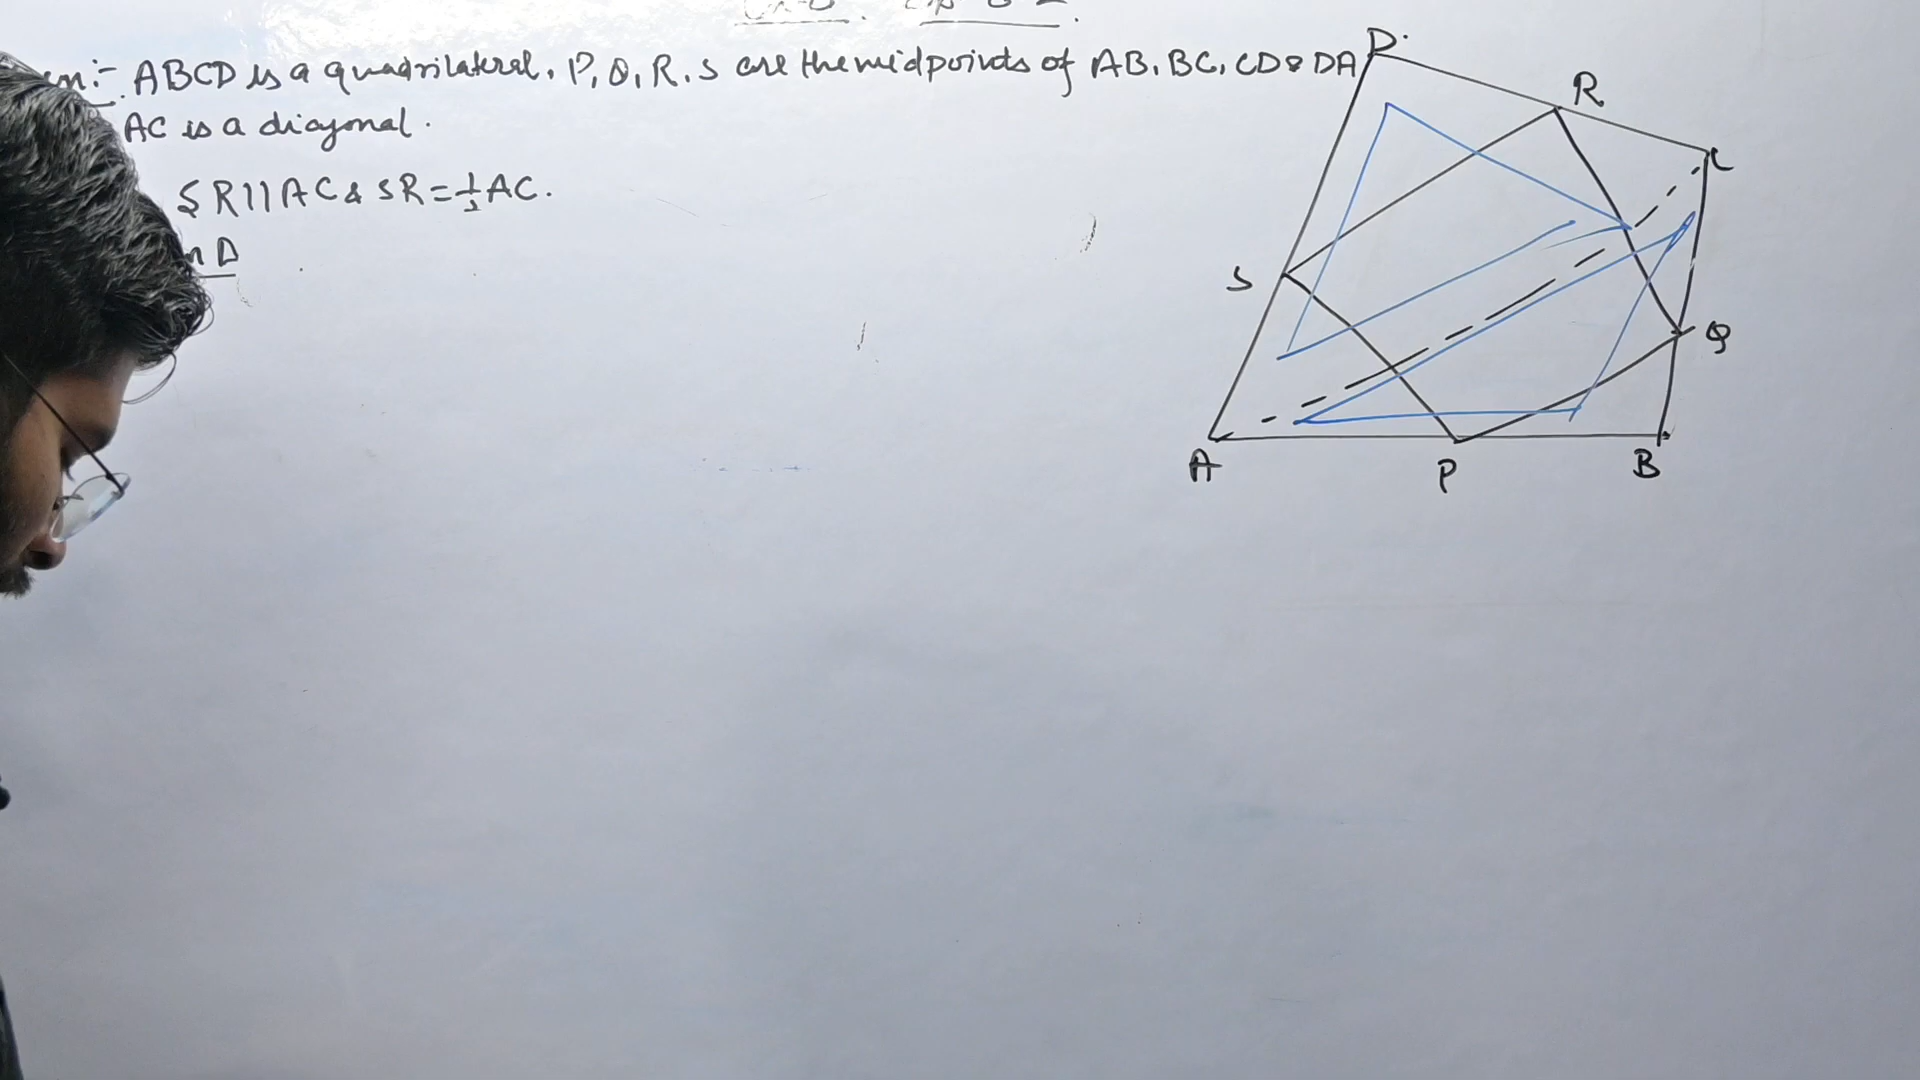 ABCD is a quadrilateral, P, Q, R, S are the midpoints of AB, BC, CD & DA
AC is a diagonal.
SR || AC & SR = 1/2 AC.
D
R
C
S
Q
A
P
B